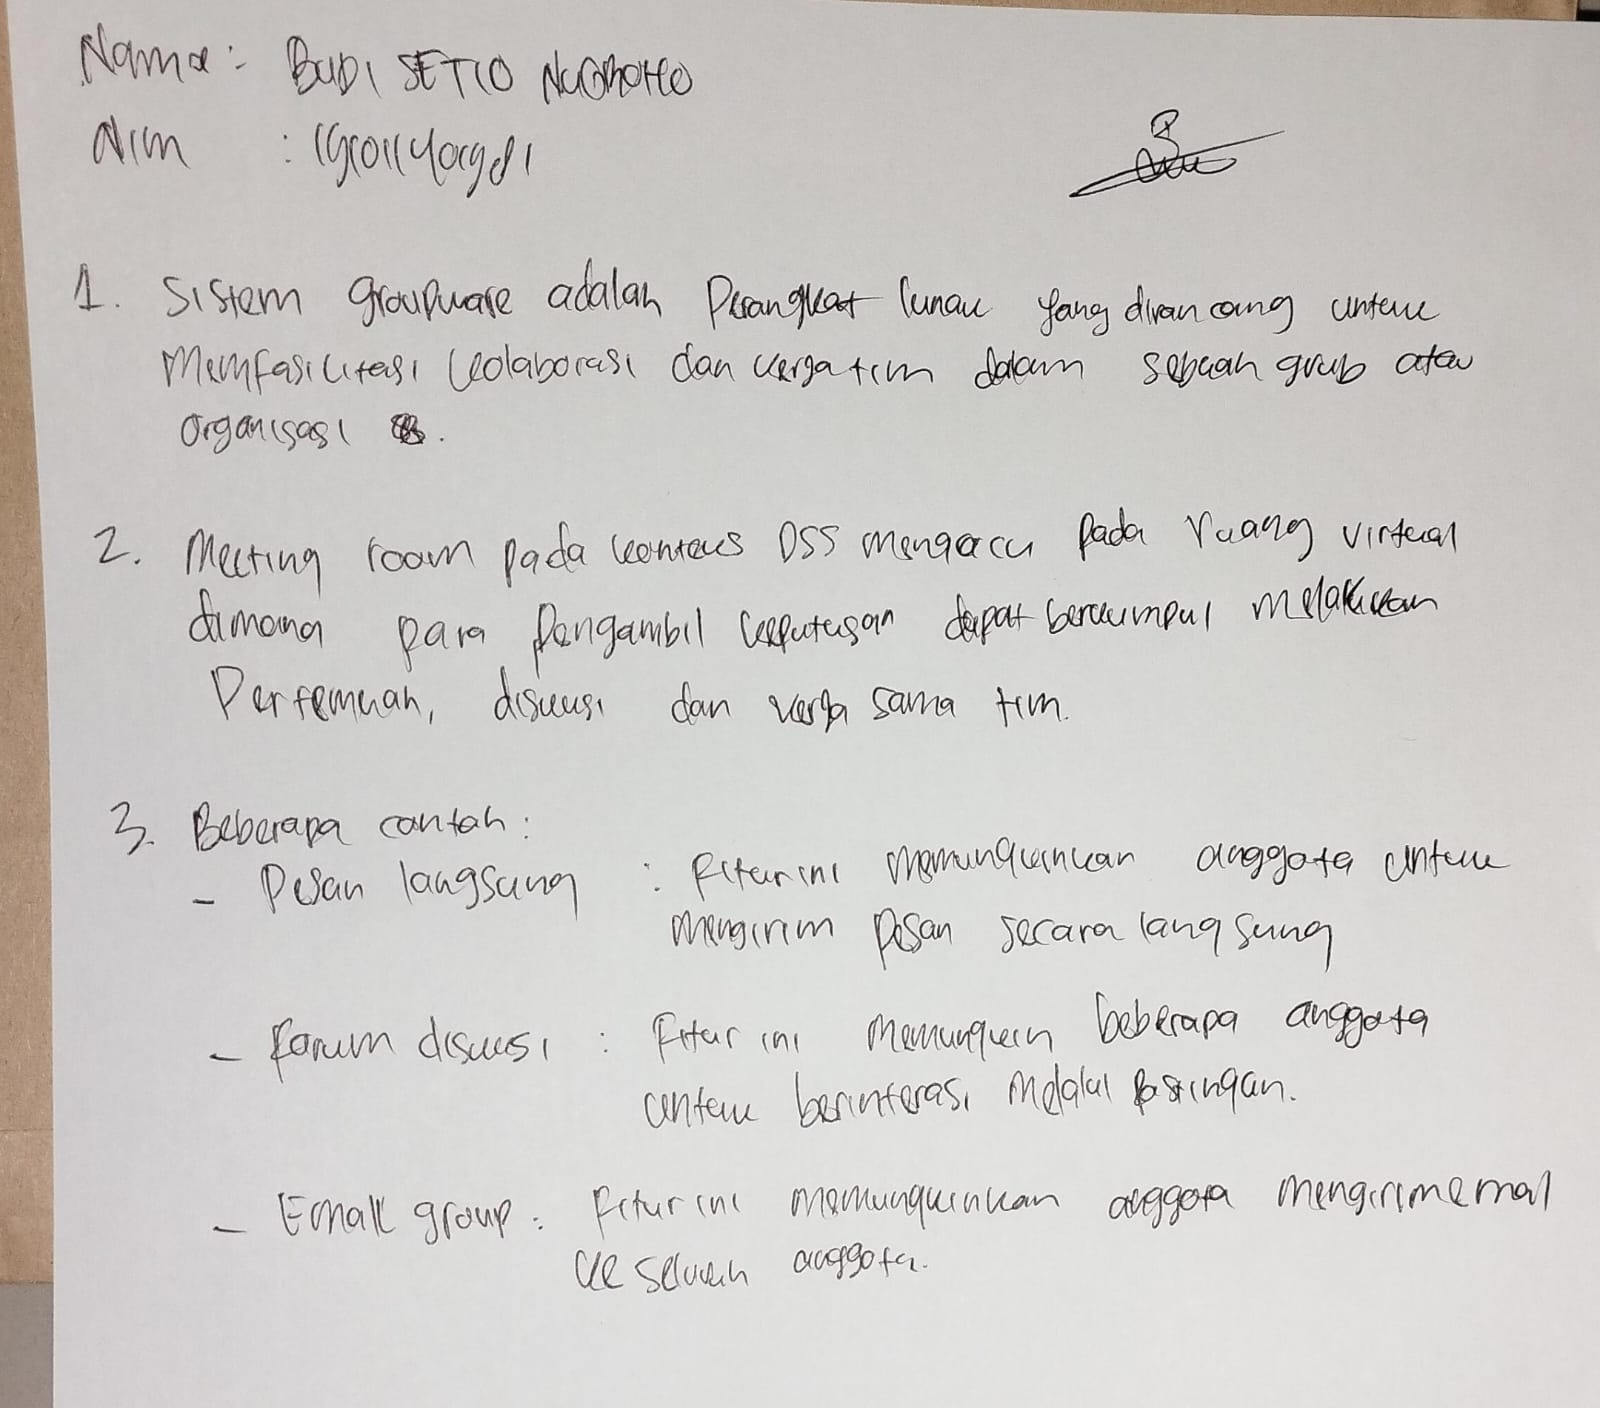 Nama : BUDI SETIO NUGROHO
Nim :
1. Sistem groupware adalah Perangkat lunak yang dirancang untuk
Memfasilitasi kolaborasi dan kerja tim dalam sebuah grub atau
organisasi.
2. Meeting room pada konteks DSS mengacu pada ruang virtual
dimana para Pengambil keputusan dapat berkumpul melakukan
Pertemuan, diskusi dan kerja sama tim.
3. Beberapa contoh :
- Pesan langsung : Fitur ini memungkinkan anggota untuk
mengirim pesan secara langsung
- Forum diskusi : Fitur ini memungkin beberapa anggota
untuk berinteraksi melalui Postingan.
- Email group : Fitur ini memungkinkan anggota mengirim email
ke seluruh anggota.